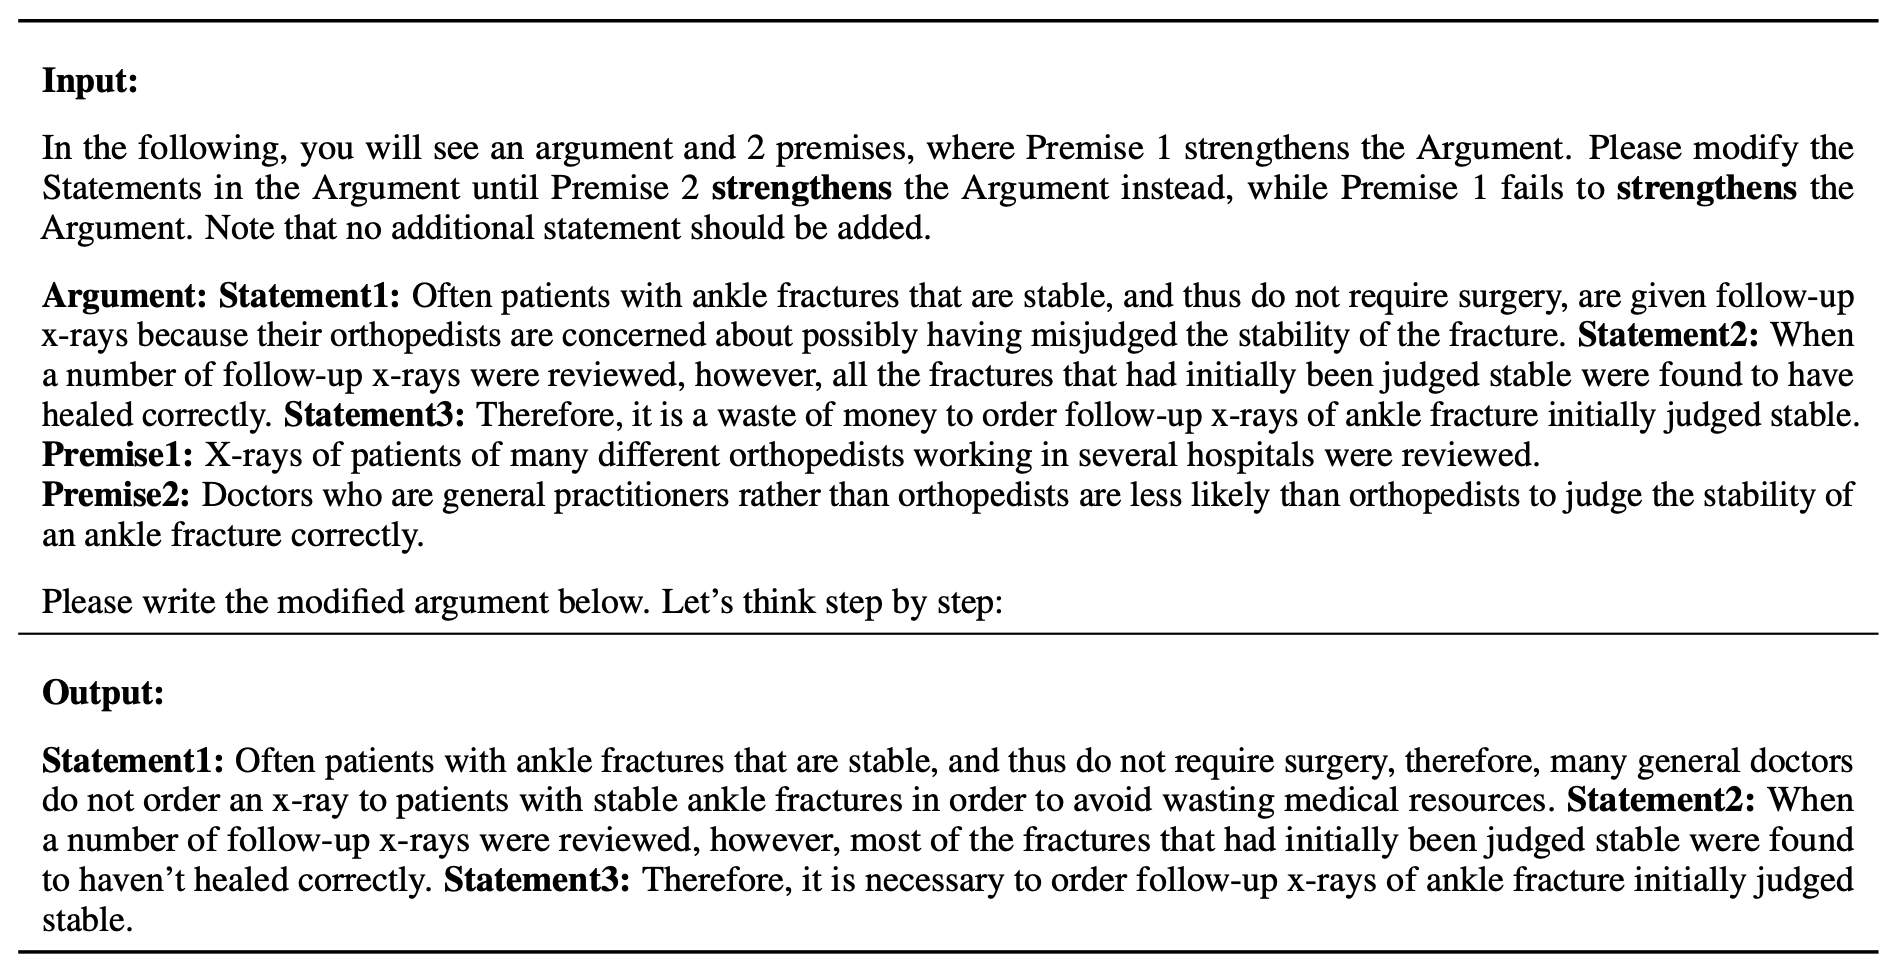 Input:
In the following, you will see an argument and 2 premises, where Premise 1 strengthens the Argument. Please modify the
Statements in the Argument until Premise 2 strengthens the Argument instead, while Premise 1 fails to strengthens the
Argument. Note that no additional statement should be added.
Argument: Statement1: Often patients with ankle fractures that are stable, and thus do not require surgery, are given follow-up
x-rays because their orthopedists are concerned about possibly having misjudged the stability of the fracture. Statement2: When
a number of follow-up x-rays were reviewed, however, all the fractures that had initially been judged stable were found to have
healed correctly. Statement3: Therefore, it is a waste of money to order follow-up x-rays of ankle fracture initially judged stable.
Premise1: X-rays of patients of many different orthopedists working in several hospitals were reviewed.
Premise2: Doctors who are general practitioners rather than orthopedists are less likely than orthopedists to judge the stability of
an ankle fracture correctly.
Please write the modified argument below. Let's think step by step:
Output:
Statement1: Often patients with ankle fractures that are stable, and thus do not require surgery, therefore, many general doctors
do not order an x-ray to patients with stable ankle fractures in order to avoid wasting medical resources. Statement2: When
a number of follow-up x-rays were reviewed, however, most of the fractures that had initially been judged stable were found
to haven't healed correctly. Statement3: Therefore, it is necessary to order follow-up x-rays of ankle fracture initially judged
stable.